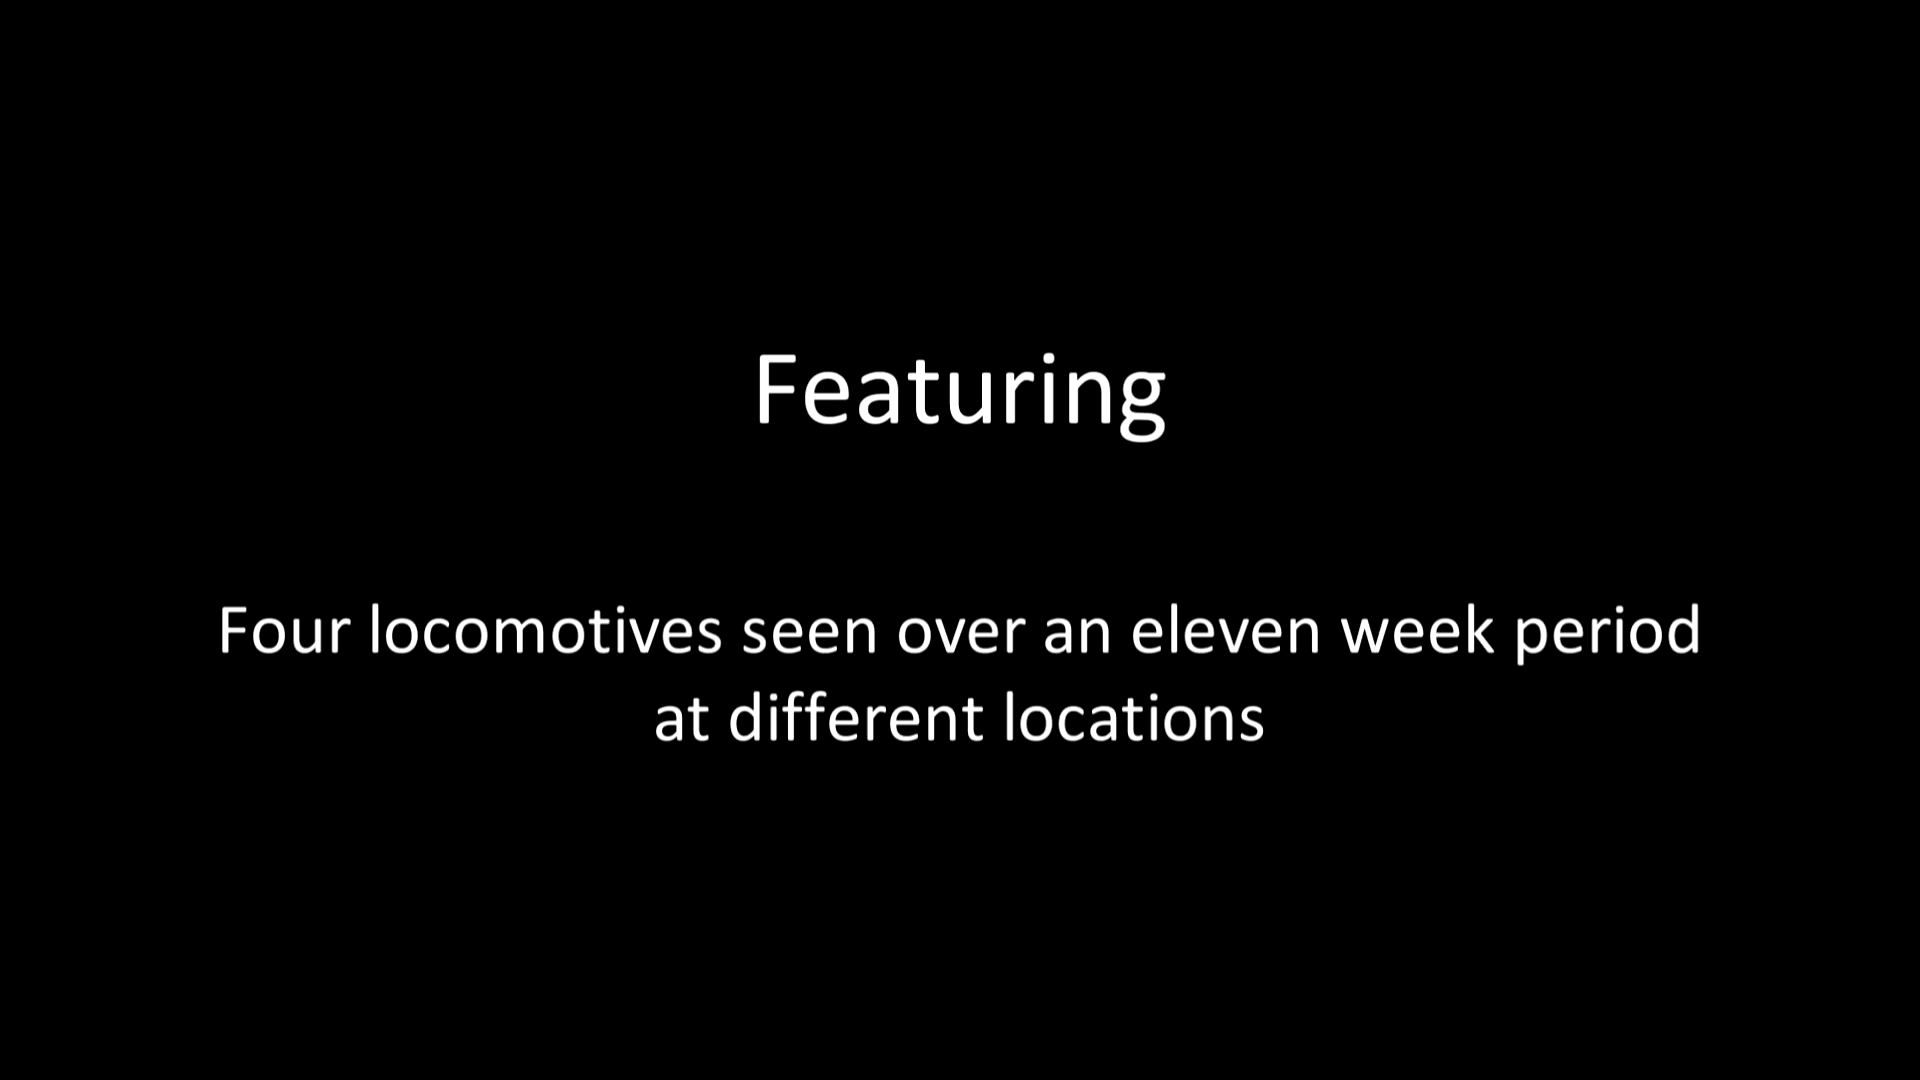 Featuring
Four locomotives seen over an eleven week period
at different locations